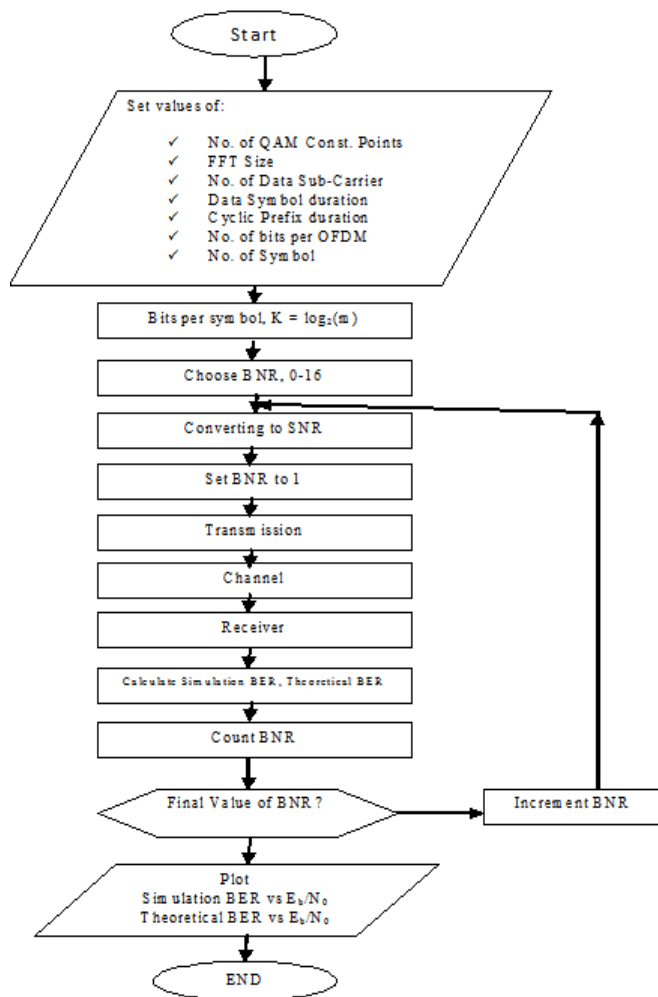 Start
Set values of:
✓ No. of QAM Const. Points
✓ FFT Size
✓ No. of Data Sub-Carrier
✓ Data Symbol duration
✓ Cyclic Prefix duration
✓ No. of bits per OFDM
✓ No. of Symbol
Bits per symbol, K = log₂(m)
Choose BNR, 0-16
Converting to SNR
Set BNR to 1
Transmission
Channel
Receiver
Calculate Simulation BER, Theoretical BER
Count BNR
Final Value of BNR?
Increment BNR
Plot
Simulation BER vs E_b/N₀
Theoretical BER vs E_b/N₀
END